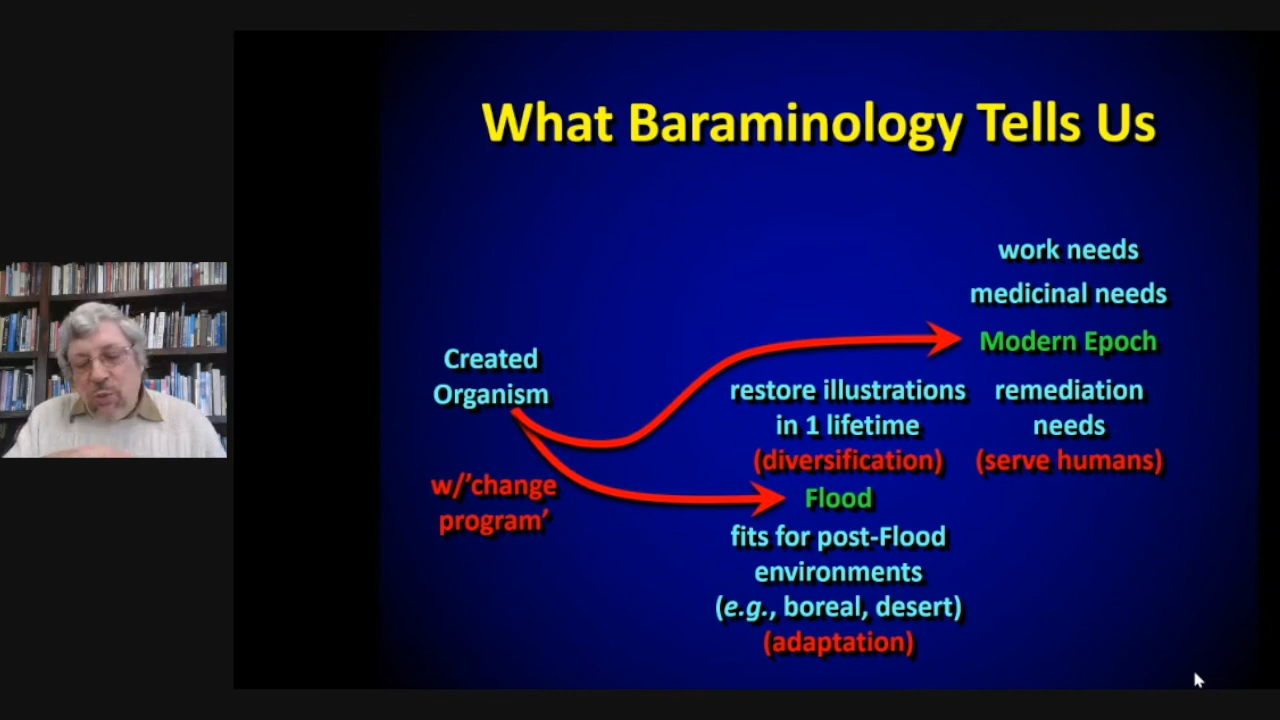 What Baraminology Tells Us
work needs
medicinal needs
Modern Epoch
Created
Organism
restore illustrations
in 1 lifetime
(diversification)
remediation
needs
(serve humans)
w/'change
program'
Flood
fits for post-Flood
environments
(e.g., boreal, desert)
(adaptation)